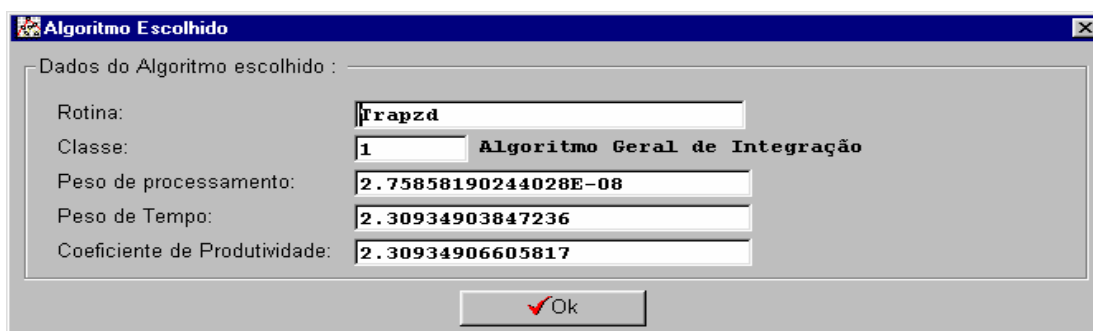 Algoritmo Escolhido
Dados do Algoritmo escolhido :
Rotina: Trapzd
Classe: 1 Algoritmo Geral de Integração
Peso de processamento: 2.75858190244028E-08
Peso de Tempo: 2.30934903847236
Coeficiente de Produtividade: 2.30934906605817
Ok